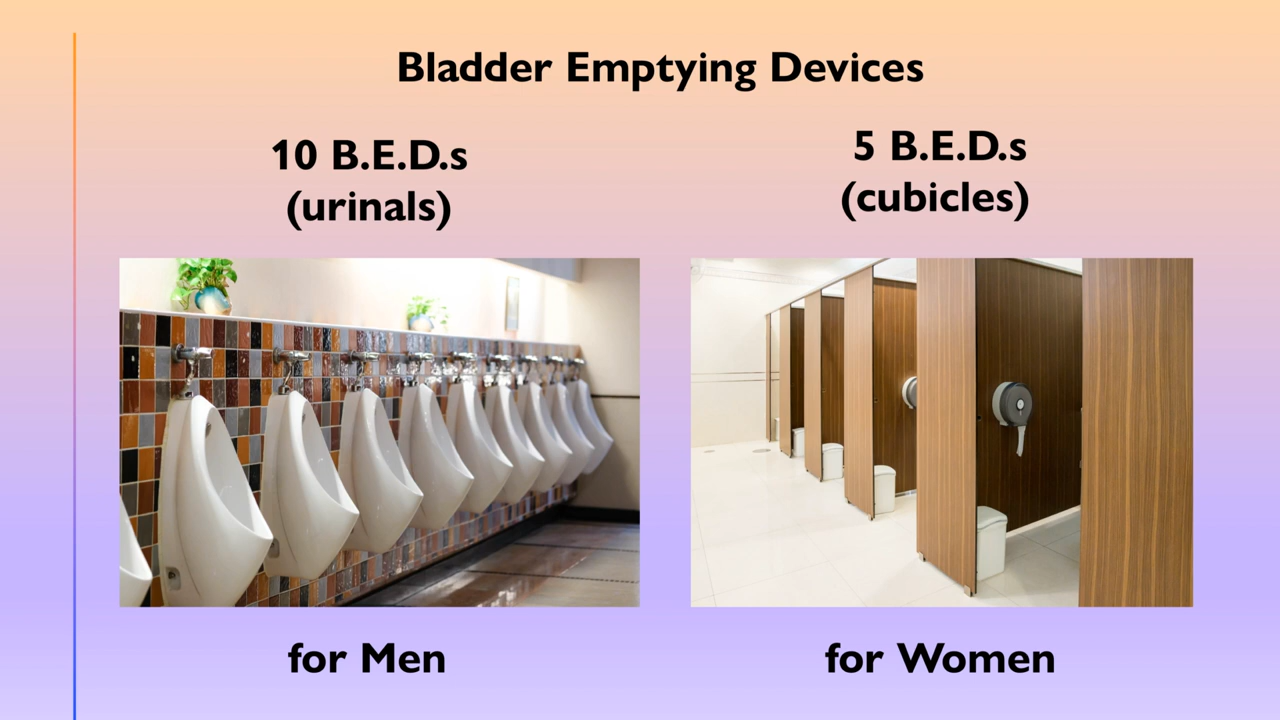 Bladder Emptying Devices
10 B.E.D.s
(urinals)
5 B.E.D.s
(cubicles)
for Men
for Women